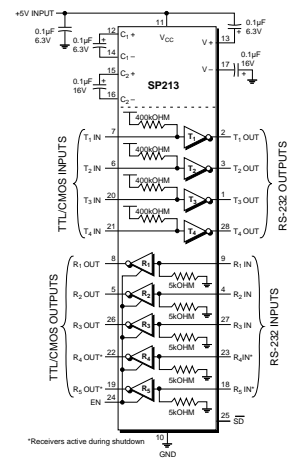 +5V INPUT
11
0.1µF
6.3V
12
C1 +
VCC
0.1µF
6.3V
V +
13
0.1µF
6.3V
14
C1 –
15
C2 +
0.1µF
16V
16
C2 –
V –
17
0.1µF
16V
SP213
TTL/CMOS INPUTS
RS-232 OUTPUTS
400kOHM
T1 IN
7
T1
2
T1 OUT
400kOHM
T2 IN
6
T2
3
T2 OUT
400kOHM
T3 IN
20
T3
1
T3 OUT
400kOHM
T4 IN
21
T4
28
T4 OUT
TTL/CMOS OUTPUTS
RS-232 INPUTS
R1 OUT
8
R1
9
R1 IN
5kOHM
R2 OUT
5
R2
4
R2 IN
5kOHM
R3 OUT
26
R3
27
R3 IN
5kOHM
R4 OUT*
22
R4
23
R4IN*
5kOHM
R5 OUT*
19
R5
18
R5 IN*
5kOHM
EN
24
25
SD
*Receivers active during shutdown
10
GND